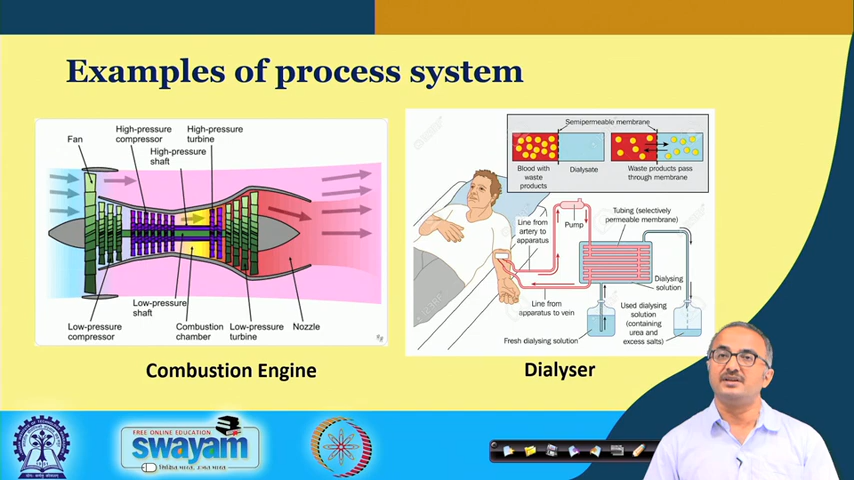 Examples of process system
Fan
High-pressure
compressor
High-pressure
turbine
High-pressure
shaft
Low-pressure
compressor
Low-pressure
shaft
Combustion
chamber
Low-pressure
turbine
Nozzle
Combustion Engine
Semipermeable membrane
Blood with
waste
products
Dialysate
Waste products pass
through membrane
Line from
artery to
apparatus
Pump
Tubing (selectively
permeable membrane)
Dialysing
solution
Line from
apparatus to vein
Fresh dialysing solution
Used dialysing
solution
(containing
urea and
excess salts)
Dialyser
FREE ONLINE EDUCATION
swayam